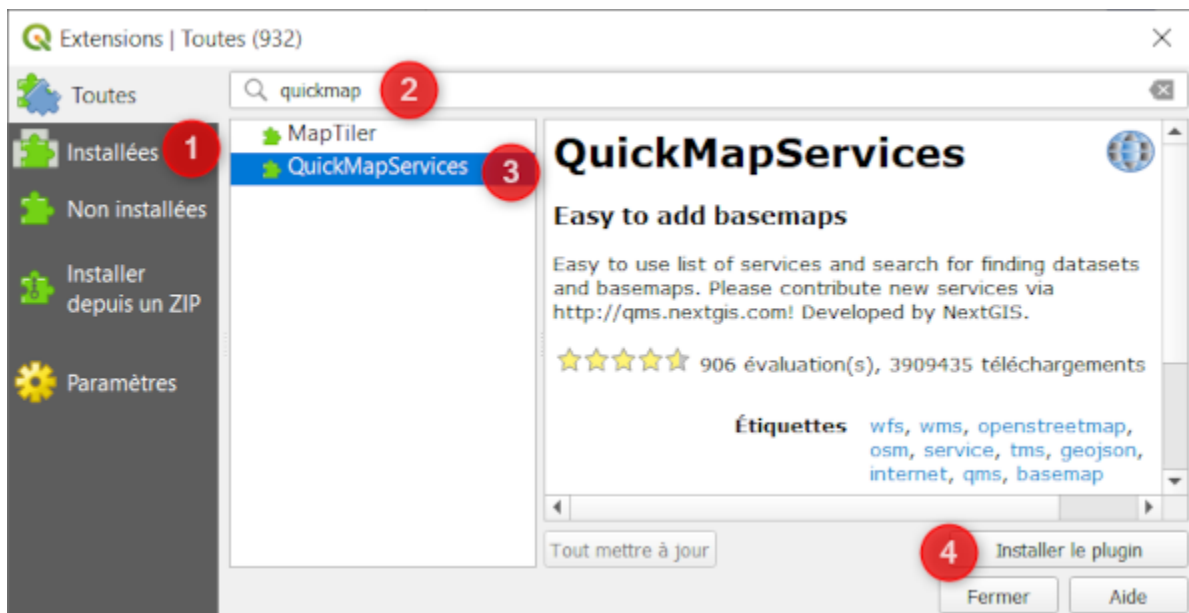 Extensions | Toutes (932)
Toutes
Installées
1
Non installées
Installer
depuis un ZIP
Paramètres
quickmap
2
MapTiler
QuickMapServices
3
QuickMapServices
Easy to add basemaps
Easy to use list of services and search for finding datasets
and basemaps. Please contribute new services via
http://qms.nextgis.com! Developed by NextGIS.
906 évaluation(s), 3909435 téléchargements
Étiquettes wfs, wms, openstreetmap,
osm, service, tms, geojson,
internet, qms, basemap
Tout mettre à jour
4
Installer le plugin
Fermer
Aide